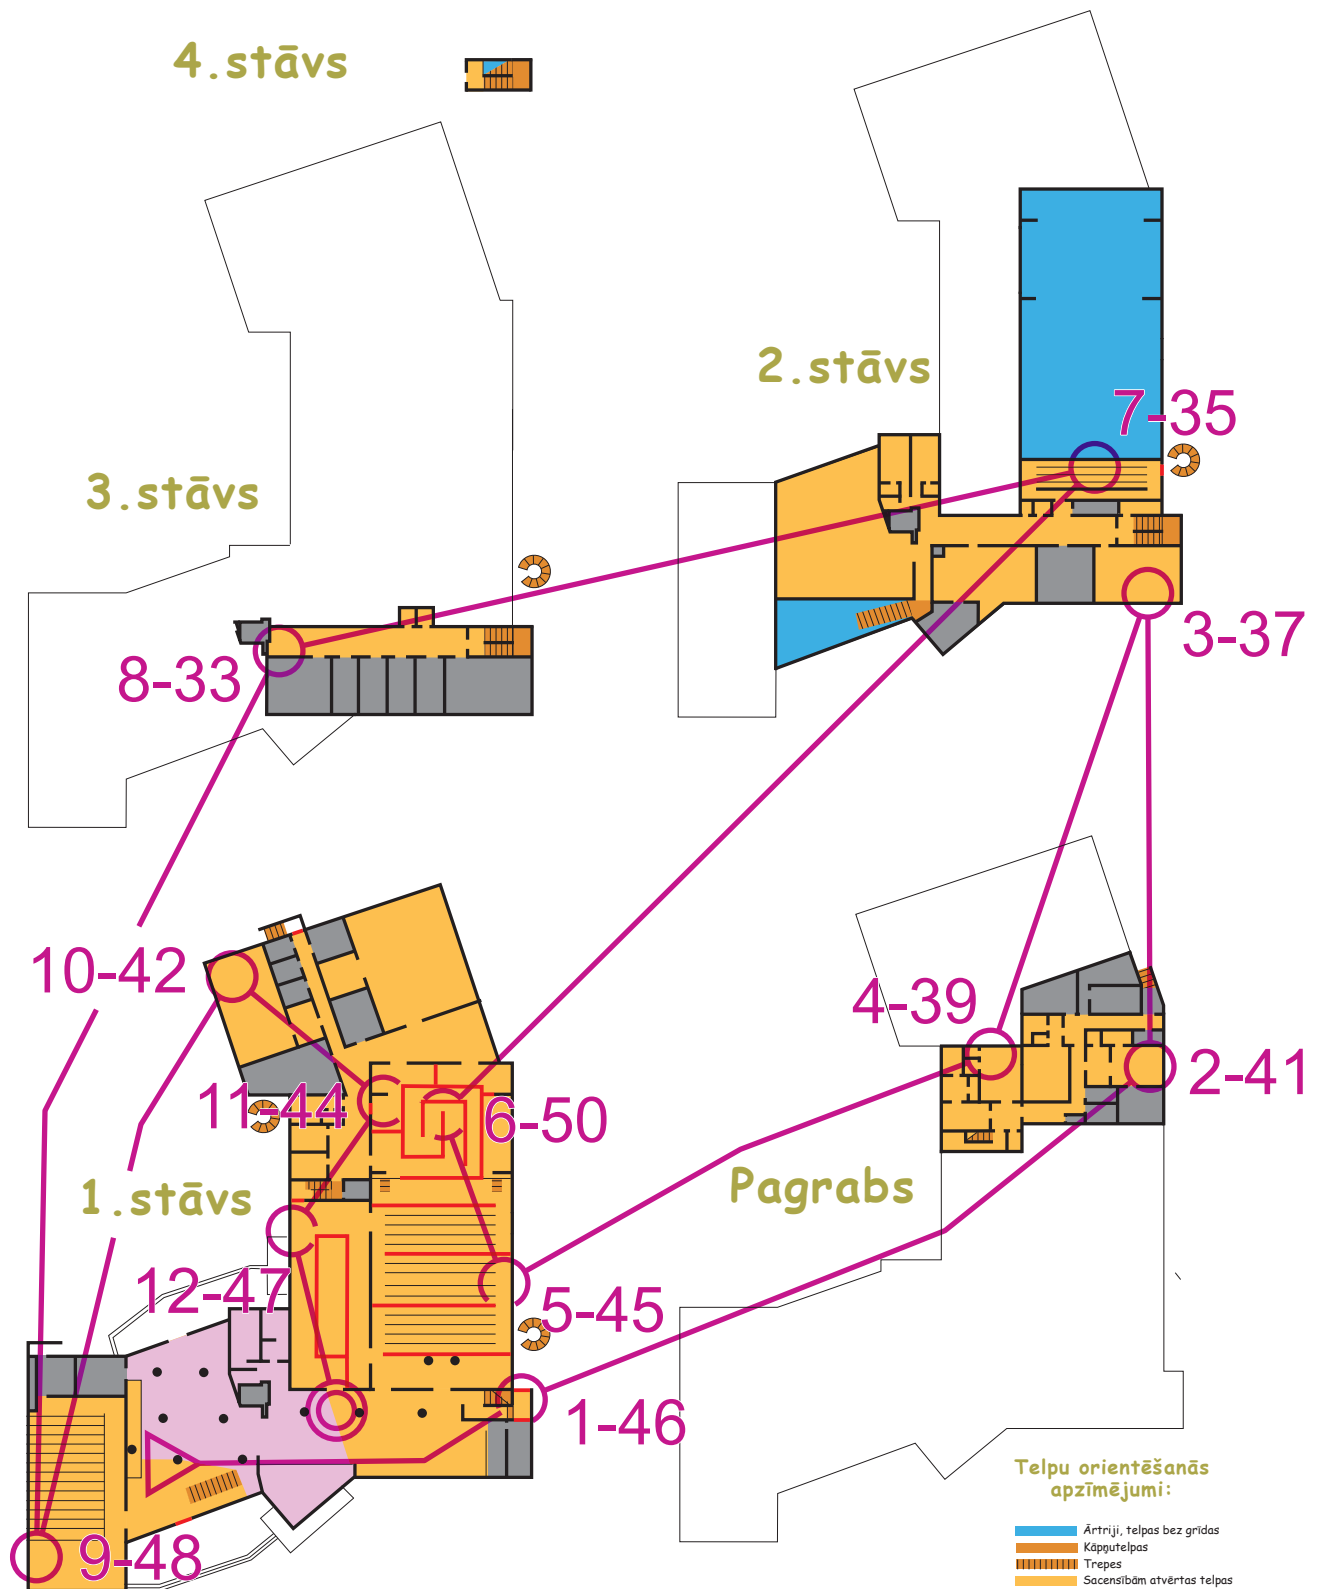 4.stāvs
2.stāvs
7-35
3.stāvs
3-37
8-33
10-42
4-39
2-41
11-44
6-50
Pagrabs
1.stāvs
12-47
5-45
1-46
Telpu orientēšanās
apzīmējumi:
Ārtriji, telpas bez grīdas
Kāpņutelpas
Trepes
9-48
Sacensībām atvērtas telpas